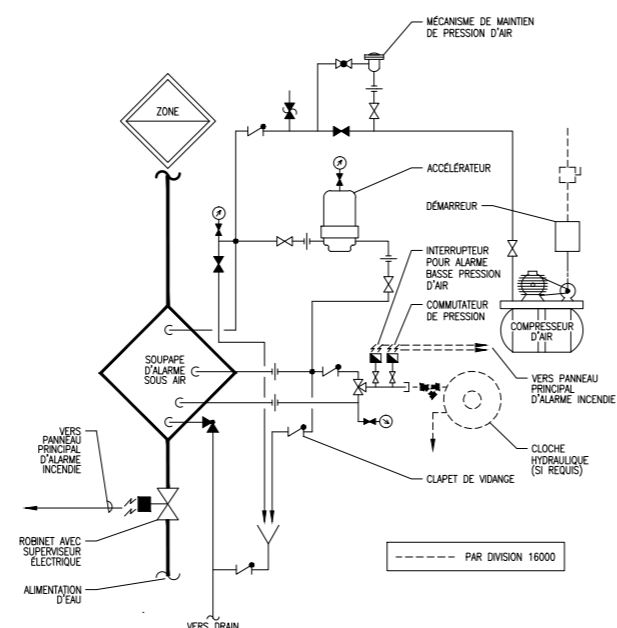 MÉCANISME DE MAINTIEN
DE PRESSION D'AIR
ZONE
ACCÉLÉRATEUR
DÉMARREUR
INTERRUPTEUR
POUR ALARME
BASSE PRESSION
D'AIR
COMMUTATEUR
DE PRESSION
COMPRESSEUR
D'AIR
SOUPAPE
D'ALARME
SOUS AIR
VERS PANNEAU
PRINCIPAL
D'ALARME INCENDIE
VERS
PANNEAU
PRINCIPAL
D'ALARME
INCENDIE
CLOCHE
HYDRAULIQUE
(SI REQUIS)
CLAPET DE VIDANGE
ROBINET AVEC
SUPERVISEUR
ÉLECTRIQUE
PAR DIVISION 16000
ALIMENTATION
D'EAU
VERS DRAIN